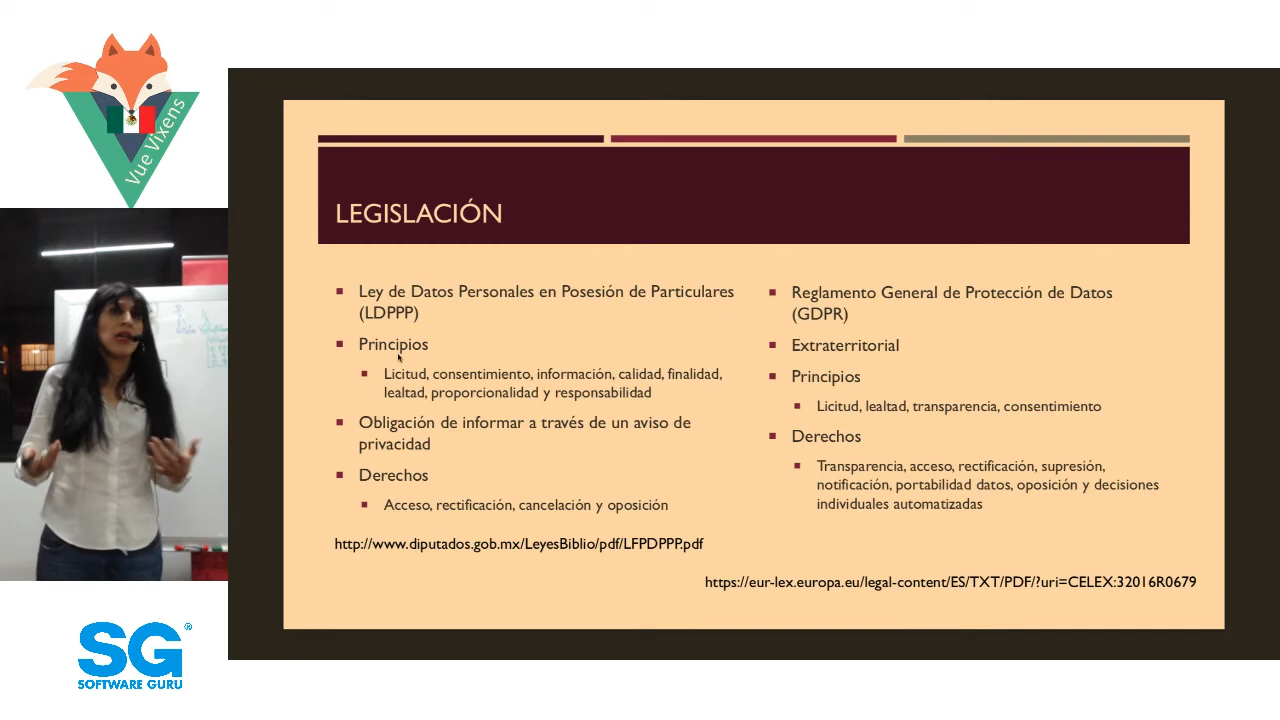 Vue Vixens
LEGISLACIÓN
Ley de Datos Personales en Posesión de Particulares
(LDPPP)
Principios
Licitud, consentimiento, información, calidad, finalidad,
lealtad, proporcionalidad y responsabilidad
Obligación de informar a través de un aviso de
privacidad
Derechos
Acceso, rectificación, cancelación y oposición
http://www.diputados.gob.mx/LeyesBiblio/pdf/LFPDPPP.pdf
Reglamento General de Protección de Datos
(GDPR)
Extraterritorial
Principios
Licitud, lealtad, transparencia, consentimiento
Derechos
Transparencia, acceso, rectificación, supresión,
notificación, portabilidad datos, oposición y decisiones
individuales automatizadas
https://eur-lex.europa.eu/legal-content/ES/TXT/PDF/?uri=CELEX:32016R0679
SG®
SOFTWARE GURU